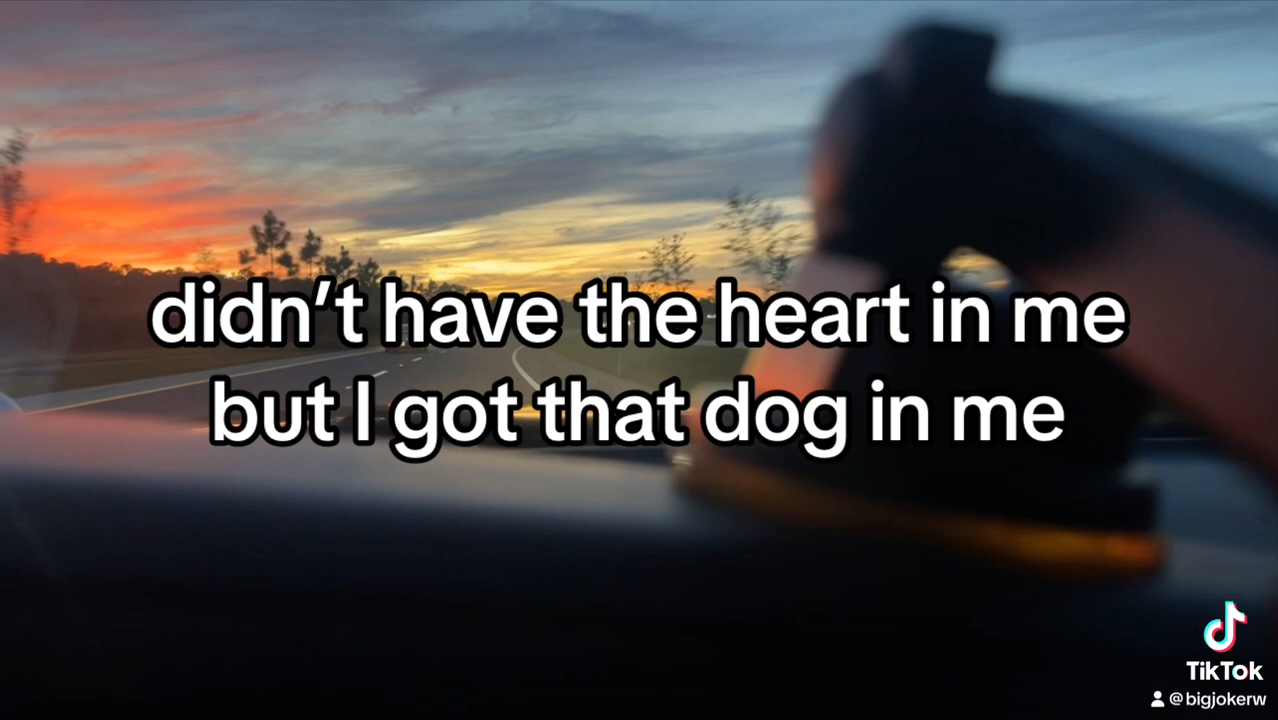 didn’t have the heart in me
but I got that dog in me
TikTok
@bigjokerw